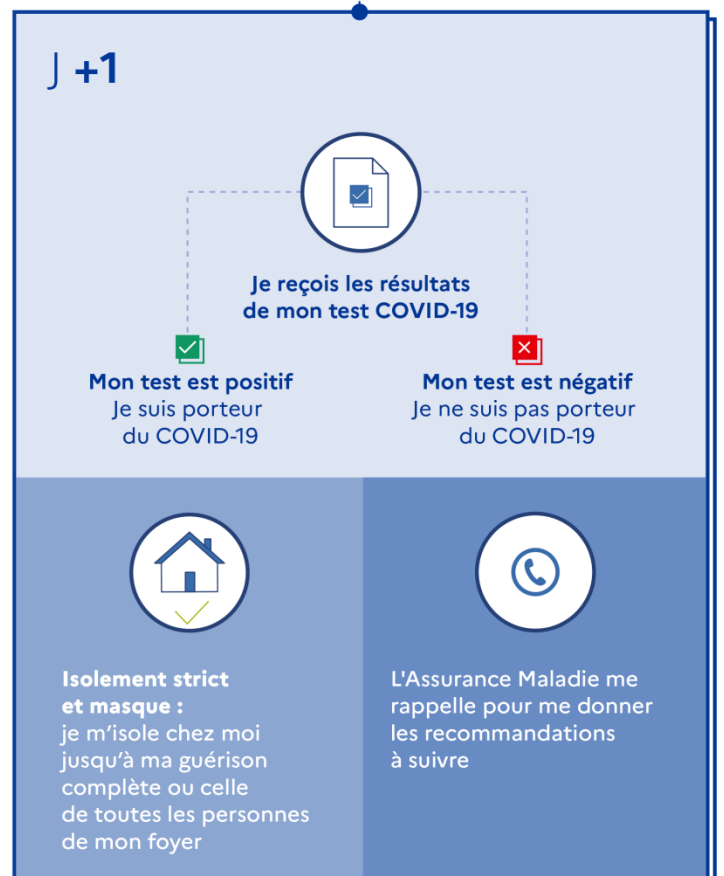 J +1
Je reçois les résultats
de mon test COVID-19
Mon test est positif
Je suis porteur
du COVID-19
Mon test est négatif
Je ne suis pas porteur
du COVID-19
Isolement strict
et masque :
je m’isole chez moi
jusqu’à ma guérison
complète ou celle
de toutes les personnes
de mon foyer
L'Assurance Maladie me
rappelle pour me donner
les recommandations
à suivre